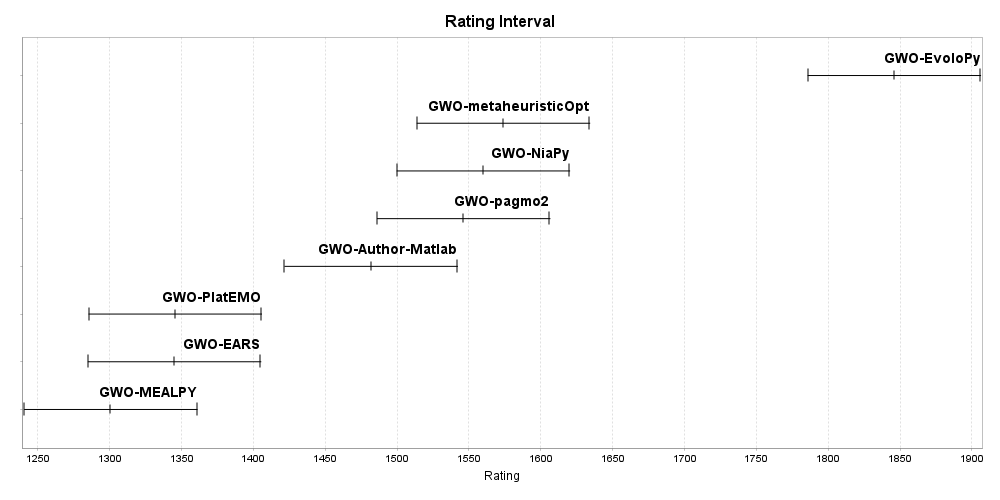 Rating Interval
GWO-EvoloPy
GWO-metaheuristicOpt
GWO-NiaPy
GWO-pagmo2
GWO-Author-Matlab
GWO-PlatEMO
GWO-EARS
GWO-MEALPY
1250 1300 1350 1400 1450 1500 1550 1600 1650 1700 1750 1800 1850 1900
Rating